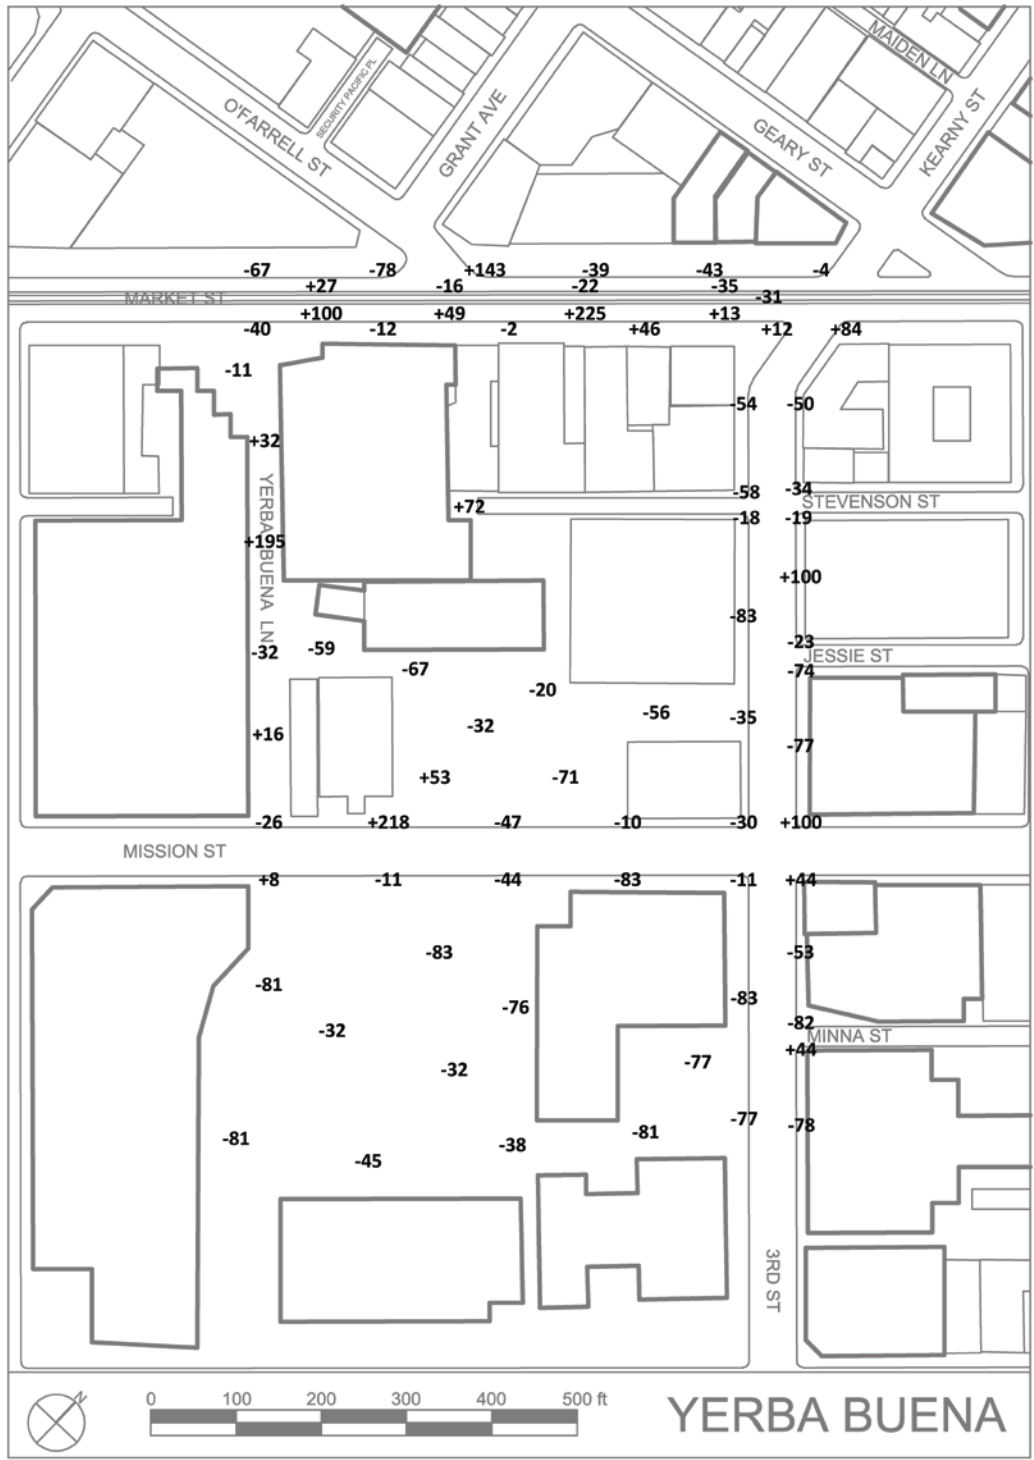 MAIDEN LN
SECURITY PACIFIC PL
O'FARRELL ST
GRANT AVE
GEARY ST
KEARNY ST
-67 -78 +143 -39 -43 -4
+27 -16 -22 -35
MARKET ST -31
+100 +49 +225 +13
-40 -12 -2 +46 +12 +84
-11
-54 -50
+32
-58 -34
STEVENSON ST
+72
-18 -19
YERBA BUENA LN
+195
+100
-83
-23
-32 -59
JESSIE ST
-67 -74
-20
-56 -35
-32
+16 -77
+53 -71
-26 +218 -47 -10 -30 +100
MISSION ST
+8 -11 -44 -83 -11 +44
-83 -53
-81
-76 -83
-32 -82
MINNA ST
+44
-32 -77
-77
-78
-81 -38 -81
-45
3RD ST
N
0 100 200 300 400 500 ft
YERBA BUENA